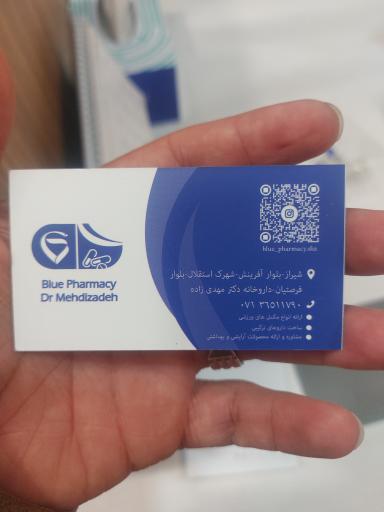 Blue Pharmacy
Dr Mehdizadeh
blue_pharmacy.shz
شیراز-بلوار آفرینش-شهرک استقلال-بلوار
فرصتیان-داروخانه دکتر مهدی زاده
۰۷۱ ۳۶۵۱۱۷۹۰
ارائه انواع مکمل های ورزشی
ساخت داروهای ترکیبی
مشاوره و ارائه محصولات آرایشی و بهداشتی